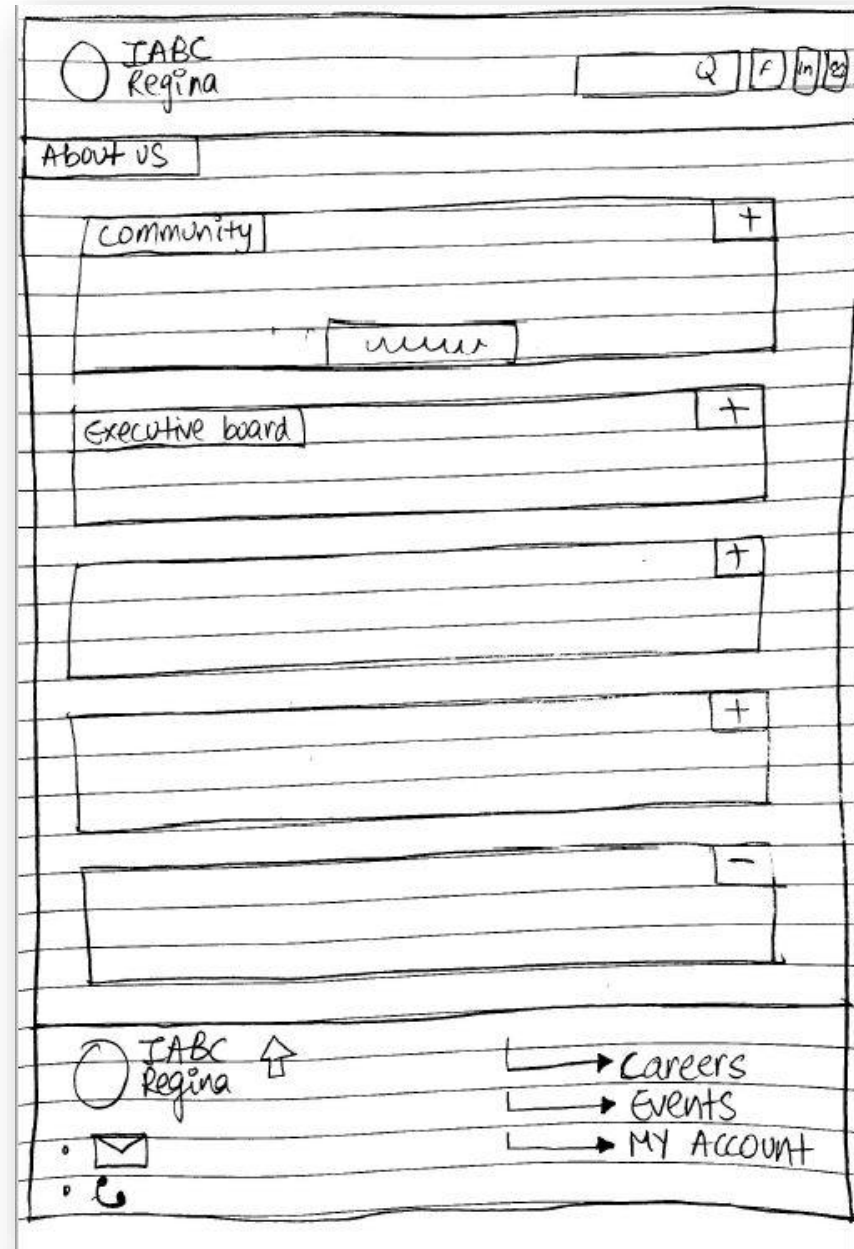 IABC
Regina
f in
About us
Community
+
Executive board
+
+
+
-
IABC
Regina
Careers
Events
MY Account